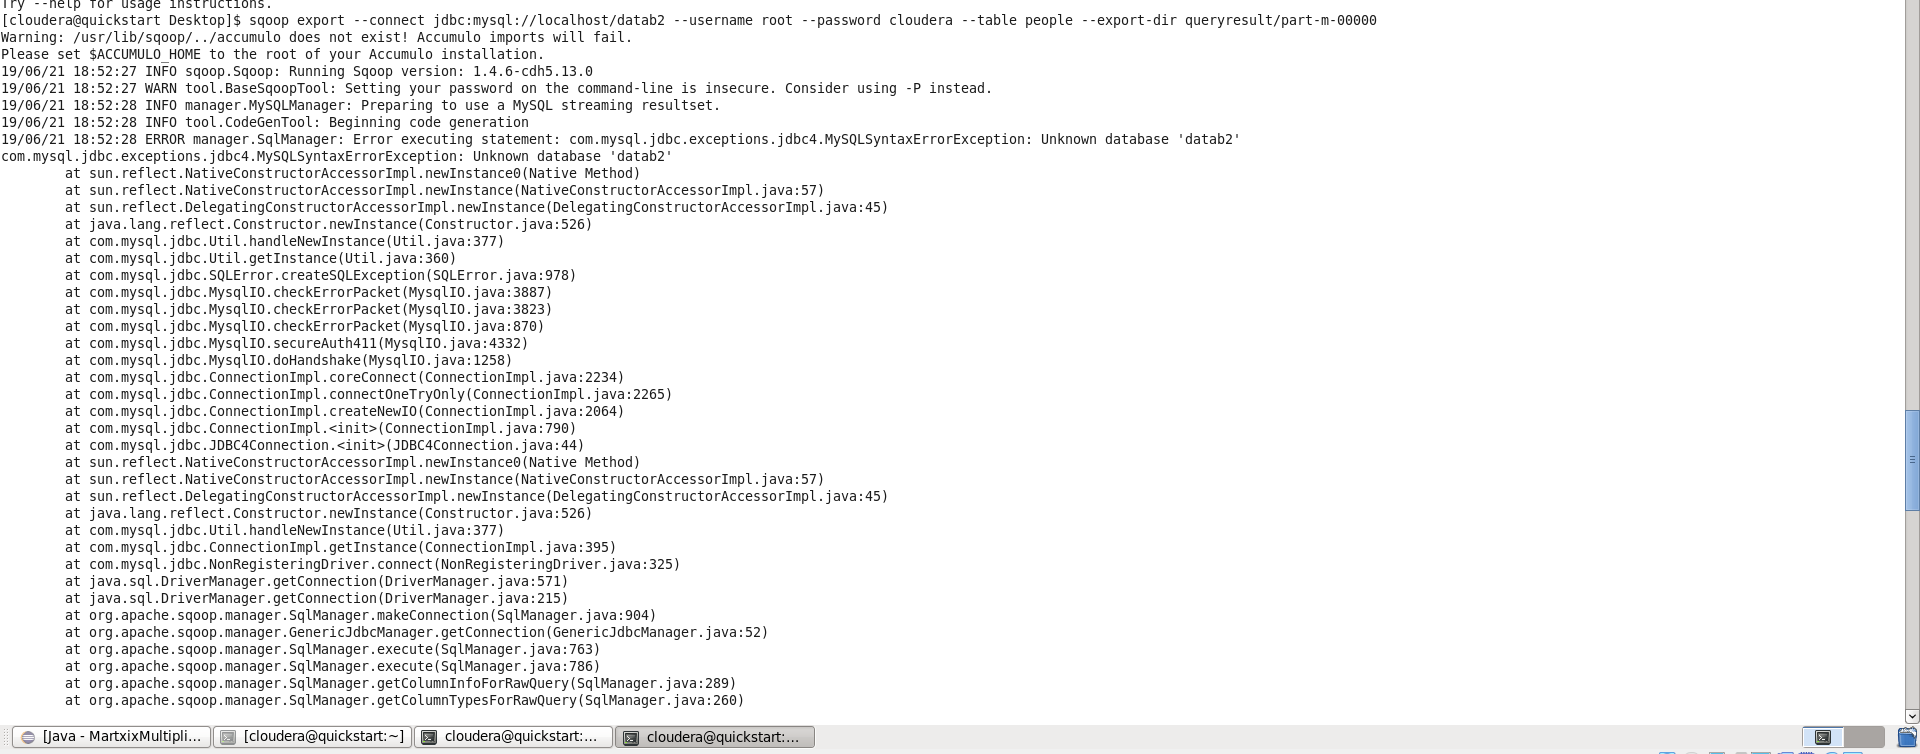 Try --help for usage instructions.
[cloudera@quickstart Desktop]$ sqoop export --connect jdbc:mysql://localhost/datab2 --username root --password cloudera --table people --export-dir queryresult/part-m-00000
Warning: /usr/lib/sqoop/../accumulo does not exist! Accumulo imports will fail.
Please set $ACCUMULO_HOME to the root of your Accumulo installation.
19/06/21 18:52:27 INFO sqoop.Sqoop: Running Sqoop version: 1.4.6-cdh5.13.0
19/06/21 18:52:27 WARN tool.BaseSqoopTool: Setting your password on the command-line is insecure. Consider using -P instead.
19/06/21 18:52:28 INFO manager.MySQLManager: Preparing to use a MySQL streaming resultset.
19/06/21 18:52:28 INFO tool.CodeGenTool: Beginning code generation
19/06/21 18:52:28 ERROR manager.SqlManager: Error executing statement: com.mysql.jdbc.exceptions.jdbc4.MySQLSyntaxErrorException: Unknown database 'datab2'
com.mysql.jdbc.exceptions.jdbc4.MySQLSyntaxErrorException: Unknown database 'datab2'
at sun.reflect.NativeConstructorAccessorImpl.newInstance0(Native Method)
at sun.reflect.NativeConstructorAccessorImpl.newInstance(NativeConstructorAccessorImpl.java:57)
at sun.reflect.DelegatingConstructorAccessorImpl.newInstance(DelegatingConstructorAccessorImpl.java:45)
at java.lang.reflect.Constructor.newInstance(Constructor.java:526)
at com.mysql.jdbc.Util.handleNewInstance(Util.java:377)
at com.mysql.jdbc.Util.getInstance(Util.java:360)
at com.mysql.jdbc.SQLError.createSQLException(SQLError.java:978)
at com.mysql.jdbc.MysqlIO.checkErrorPacket(MysqlIO.java:3887)
at com.mysql.jdbc.MysqlIO.checkErrorPacket(MysqlIO.java:3823)
at com.mysql.jdbc.MysqlIO.checkErrorPacket(MysqlIO.java:870)
at com.mysql.jdbc.MysqlIO.secureAuth411(MysqlIO.java:4332)
at com.mysql.jdbc.MysqlIO.doHandshake(MysqlIO.java:1258)
at com.mysql.jdbc.ConnectionImpl.coreConnect(ConnectionImpl.java:2234)
at com.mysql.jdbc.ConnectionImpl.connectOneTryOnly(ConnectionImpl.java:2265)
at com.mysql.jdbc.ConnectionImpl.createNewIO(ConnectionImpl.java:2064)
at com.mysql.jdbc.ConnectionImpl.<init>(ConnectionImpl.java:790)
at com.mysql.jdbc.JDBC4Connection.<init>(JDBC4Connection.java:44)
at sun.reflect.NativeConstructorAccessorImpl.newInstance0(Native Method)
at sun.reflect.NativeConstructorAccessorImpl.newInstance(NativeConstructorAccessorImpl.java:57)
at sun.reflect.DelegatingConstructorAccessorImpl.newInstance(DelegatingConstructorAccessorImpl.java:45)
at java.lang.reflect.Constructor.newInstance(Constructor.java:526)
at com.mysql.jdbc.Util.handleNewInstance(Util.java:377)
at com.mysql.jdbc.ConnectionImpl.getInstance(ConnectionImpl.java:395)
at com.mysql.jdbc.NonRegisteringDriver.connect(NonRegisteringDriver.java:325)
at java.sql.DriverManager.getConnection(DriverManager.java:571)
at java.sql.DriverManager.getConnection(DriverManager.java:215)
at org.apache.sqoop.manager.SqlManager.makeConnection(SqlManager.java:904)
at org.apache.sqoop.manager.GenericJdbcManager.getConnection(GenericJdbcManager.java:52)
at org.apache.sqoop.manager.SqlManager.execute(SqlManager.java:763)
at org.apache.sqoop.manager.SqlManager.execute(SqlManager.java:786)
at org.apache.sqoop.manager.SqlManager.getColumnInfoForRawQuery(SqlManager.java:289)
at org.apache.sqoop.manager.SqlManager.getColumnTypesForRawQuery(SqlManager.java:260)
[Java - MartxixMultipli... [cloudera@quickstart:~] cloudera@quickstart:... cloudera@quickstart:...